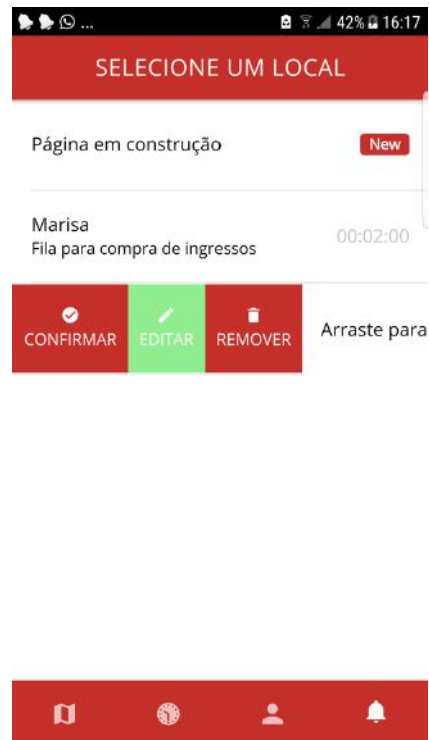 ... 42% 16:17
SELECIONE UM LOCAL
Página em construção New
Marisa
Fila para compra de ingressos 00:02:00
CONFIRMAR EDITAR REMOVER Arraste para